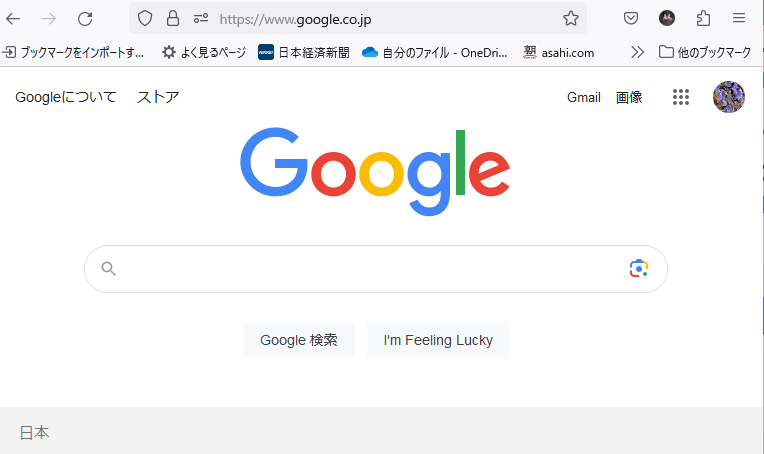 https://www.google.co.jp
ブックマークをインポートす... よく見るページ 日本経済新聞 自分のファイル - OneDri... asahi.com 他のブックマーク
Googleについて ストア Gmail 画像
Google
Google 検索 I'm Feeling Lucky
日本